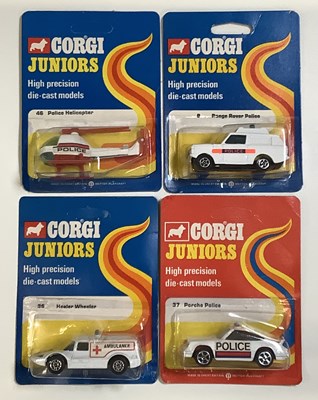 CORGI
JUNIORS
High precision
die-cast models
46 Police Helicopter
POLICE
CORGI
JUNIORS
High precision
die-cast models
Range Rover Police
POLICE
CORGI
JUNIORS
High precision
die-cast models
Healer Wheeler
AMBULANCE
CORGI
JUNIORS
High precision
die-cast models
37 Porche Police
POLICE